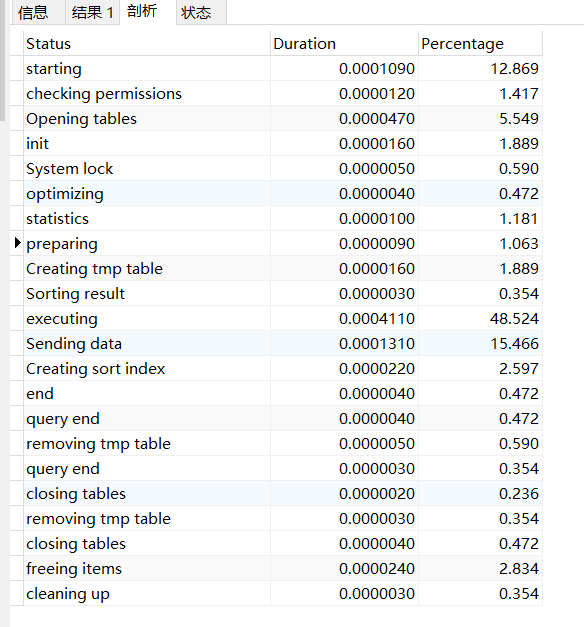 信息 结果 1 剖析 状态
Status Duration Percentage
starting 0.0001090 12.869
checking permissions 0.0000120 1.417
Opening tables 0.0000470 5.549
init 0.0000160 1.889
System lock 0.0000050 0.590
optimizing 0.0000040 0.472
statistics 0.0000100 1.181
preparing 0.0000090 1.063
Creating tmp table 0.0000160 1.889
Sorting result 0.0000030 0.354
executing 0.0004110 48.524
Sending data 0.0001310 15.466
Creating sort index 0.0000220 2.597
end 0.0000040 0.472
query end 0.0000040 0.472
removing tmp table 0.0000050 0.590
query end 0.0000030 0.354
closing tables 0.0000020 0.236
removing tmp table 0.0000030 0.354
closing tables 0.0000040 0.472
freeing items 0.0000240 2.834
cleaning up 0.0000030 0.354